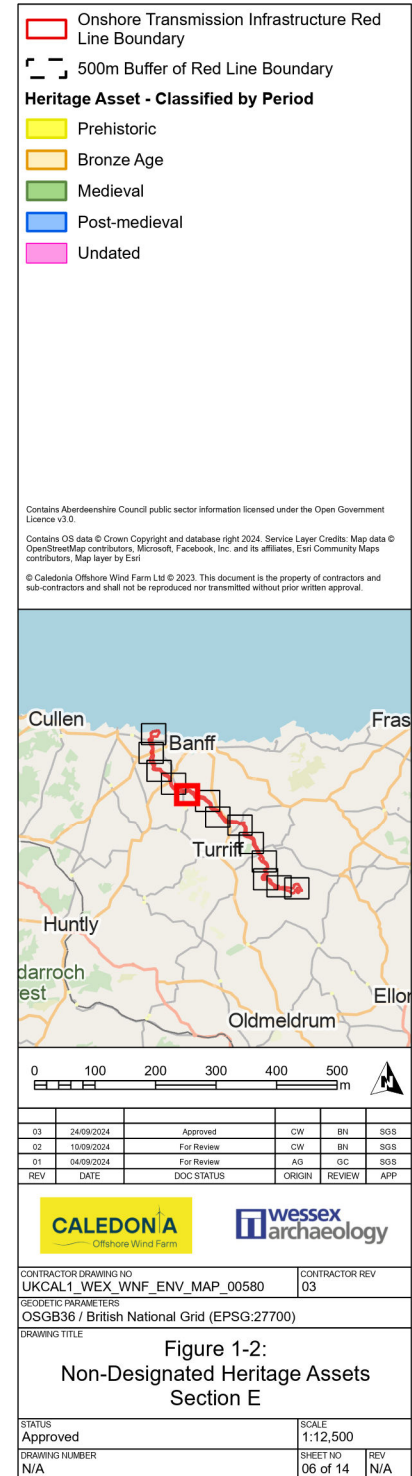 Onshore Transmission Infrastructure Red
Line Boundary
500m Buffer of Red Line Boundary
Heritage Asset - Classified by Period
Prehistoric
Bronze Age
Medieval
Post-medieval
Undated
Contains Aberdeenshire Council public sector information licensed under the Open Government
Licence v3.0.
Contains OS data © Crown Copyright and database right 2024. Service Layer Credits: Map data ©
OpenStreetMap contributors, Microsoft, Facebook, Inc. and its affiliates, Esri Community Maps
contributors, Map layer by Esri
© Caledonia Offshore Wind Farm Ltd © 2023. This document is the property of contractors and
sub-contractors and shall not be reproduced nor transmitted without prior written approval.
Cullen
Fras
Banff
Turriff
Huntly
darroch
est
Ellor
Oldmeldrum
0 100 200 300 400 500
m
N
03 24/09/2024 Approved CW BN SGS
02 10/09/2024 For Review CW BN SGS
01 04/09/2024 For Review AG GC SGS
REV DATE DOC STATUS ORIGIN REVIEW APP
CALEDONIA
Offshore Wind Farm
wessex
archaeology
CONTRACTOR DRAWING NO
UKCAL1_WEX_WNF_ENV_MAP_00580
CONTRACTOR REV
03
GEODETIC PARAMETERS
OSGB36 / British National Grid (EPSG:27700)
DRAWING TITLE
Figure 1-2:
Non-Designated Heritage Assets
Section E
STATUS
Approved
SCALE
1:12,500
DRAWING NUMBER
N/A
SHEET NO
06 of 14
REV
N/A